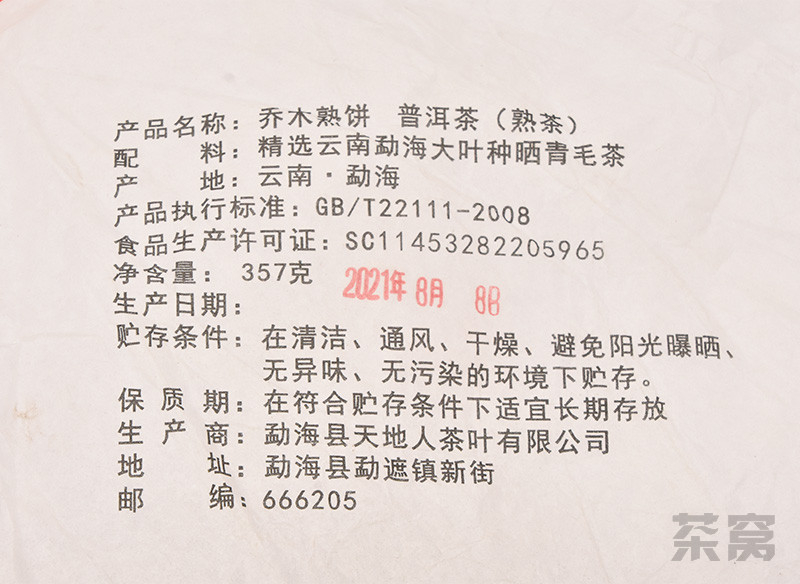 产品名称：乔木熟饼 普洱茶（熟茶）
配 料：精选云南勐海大叶种晒青毛茶
产 地：云南·勐海
产品执行标准：GB/T22111-2008
食品生产许可证：SC11453282205965
净含量： 357克
生产日期：2021年 8月 8日
贮存条件：在清洁、通风、干燥、避免阳光曝晒、
无异味、无污染的环境下贮存。
保 质 期：在符合贮存条件下适宜长期存放
生 产 商：勐海县天地人茶叶有限公司
地 址：勐海县勐遮镇新街
邮 编：666205
茶窝